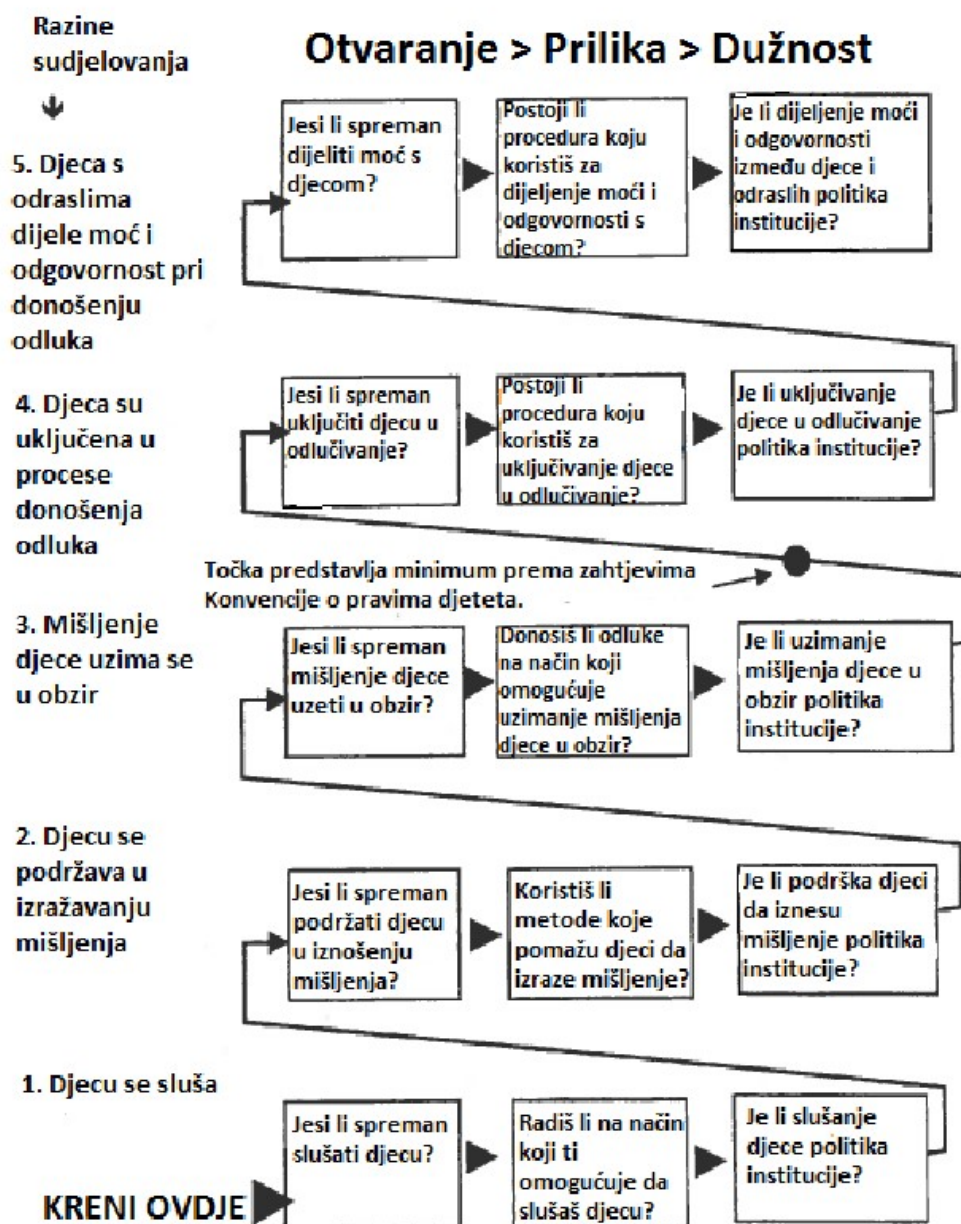 Razine
sudjelovanja
Otvaranje > Prilika > Dužnost
5. Djeca s
odraslima
dijele moć i
odgovornost pri
donošenju
odluka
Jesi li spreman
dijeliti moć s
djecom?
Postoji li
procedura koju
koristiš za
dijeljenje moći i
odgovornosti s
djecom?
Je li dijeljenje moći
i odgovornosti
između djece i
odraslih politika
institucije?
4. Djeca su
uključena u
procese
donošenja
odluka
Jesi li spreman
uključiti djecu u
odlučivanje?
Postoji li
procedura koju
koristiš za
uključivanje djece
u odlučivanje?
Je li uključivanje
djece u odlučivanje
politika institucije?
Točka predstavlja minimum prema zahtjevima
Konvencije o pravima djeteta.
3. Mišljenje
djece uzima se
u obzir
Jesi li spreman
mišljenje djece
uzeti u obzir?
Donosiš li odluke
na način koji
omogućuje
uzimanje mišljenja
djece u obzir?
Je li uzimanje
mišljenja djece u
obzir politika
institucije?
2. Djecu se
podržava u
izražavanju
mišljenja
Jesi li spreman
podržati djecu
u iznošenju
mišljenja?
Koristiš li
metode koje
pomažu djeci da
izraze mišljenje?
Je li podrška djeci
da iznesu
mišljenje politika
institucije?
1. Djecu se sluša
Jesi li spreman
slušati djecu?
Radiš li na način
koji ti
omogućuje da
slušaš djecu?
Je li slušanje
djece politika
institucije?
KRENI OVDJE